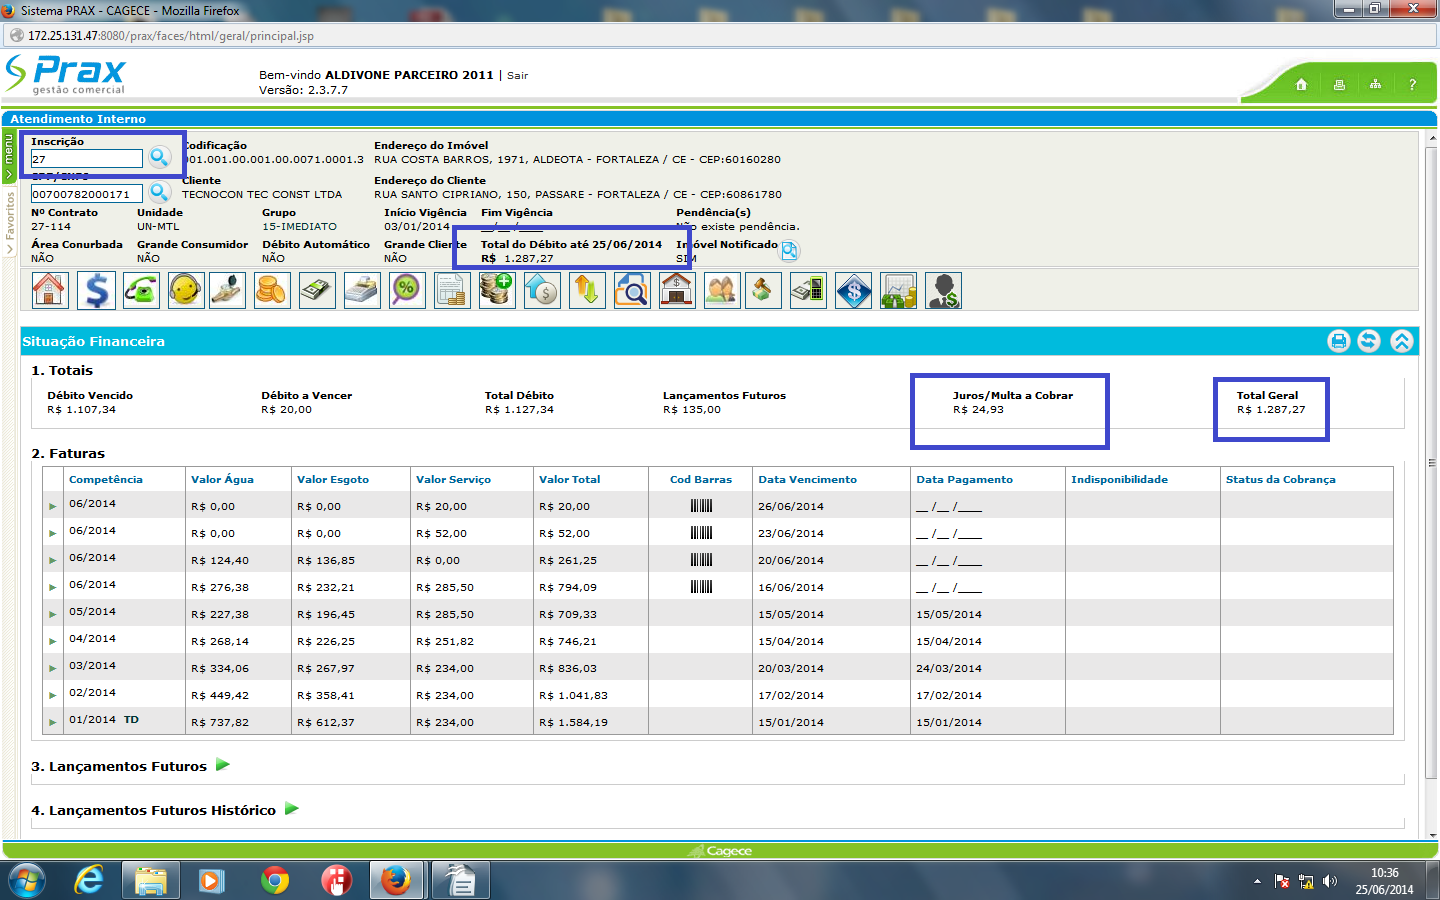 Sistema PRAX - CAGECE - Mozilla Firefox
172.25.131.47:8080/prax/faces/html/geral/principal.jsp
Prax
gestão comercial
Bem-vindo ALDIVONE PARCEIRO 2011 | Sair
Versão: 2.3.7.7
?
Atendimento Interno
menu
Favoritos
Inscrição
27
Codificação
001.001.00.001.00.0071.0001.3
Endereço do Imóvel
RUA COSTA BARROS, 1971, ALDEOTA - FORTALEZA / CE - CEP:60160280
CPF/CNPJ
00700782000171
Cliente
TECNOCON TEC CONST LTDA
Endereço do Cliente
RUA SANTO CIPRIANO, 150, PASSARE - FORTALEZA / CE - CEP:60861780
Nº Contrato Unidade Grupo Início Vigência Fim Vigência Pendência(s)
27-114 UN-MTL 15-IMEDIATO 03/01/2014 __/__/____ Não existe pendência.
Área Conurbada Grande Consumidor Débito Automático Grande Cliente Total do Débito até 25/06/2014 Imóvel Notificado
NÃO NÃO NÃO NÃO R$ 1.287,27 SIM
Situação Financeira
1. Totais
Débito Vencido Débito a Vencer Total Débito Lançamentos Futuros Juros/Multa a Cobrar Total Geral
R$ 1.107,34 R$ 20,00 R$ 1.127,34 R$ 135,00 R$ 24,93 R$ 1.287,27
2. Faturas
Competência Valor Água Valor Esgoto Valor Serviço Valor Total Cod Barras Data Vencimento Data Pagamento Indisponibilidade Status da Cobrança
06/2014 R$ 0,00 R$ 0,00 R$ 20,00 R$ 20,00 26/06/2014 __ /__ /____
06/2014 R$ 0,00 R$ 0,00 R$ 52,00 R$ 52,00 23/06/2014 __ /__ /____
06/2014 R$ 124,40 R$ 136,85 R$ 0,00 R$ 261,25 20/06/2014 __ /__ /____
06/2014 R$ 276,38 R$ 232,21 R$ 285,50 R$ 794,09 16/06/2014 __ /__ /____
05/2014 R$ 227,38 R$ 196,45 R$ 285,50 R$ 709,33 15/05/2014 15/05/2014
04/2014 R$ 268,14 R$ 226,25 R$ 251,82 R$ 746,21 15/04/2014 15/04/2014
03/2014 R$ 334,06 R$ 267,97 R$ 234,00 R$ 836,03 20/03/2014 24/03/2014
02/2014 R$ 449,42 R$ 358,41 R$ 234,00 R$ 1.041,83 17/02/2014 17/02/2014
01/2014 TD R$ 737,82 R$ 612,37 R$ 234,00 R$ 1.584,19 15/01/2014 15/01/2014
3. Lançamentos Futuros
4. Lançamentos Futuros Histórico
Cagece
10:36
25/06/2014